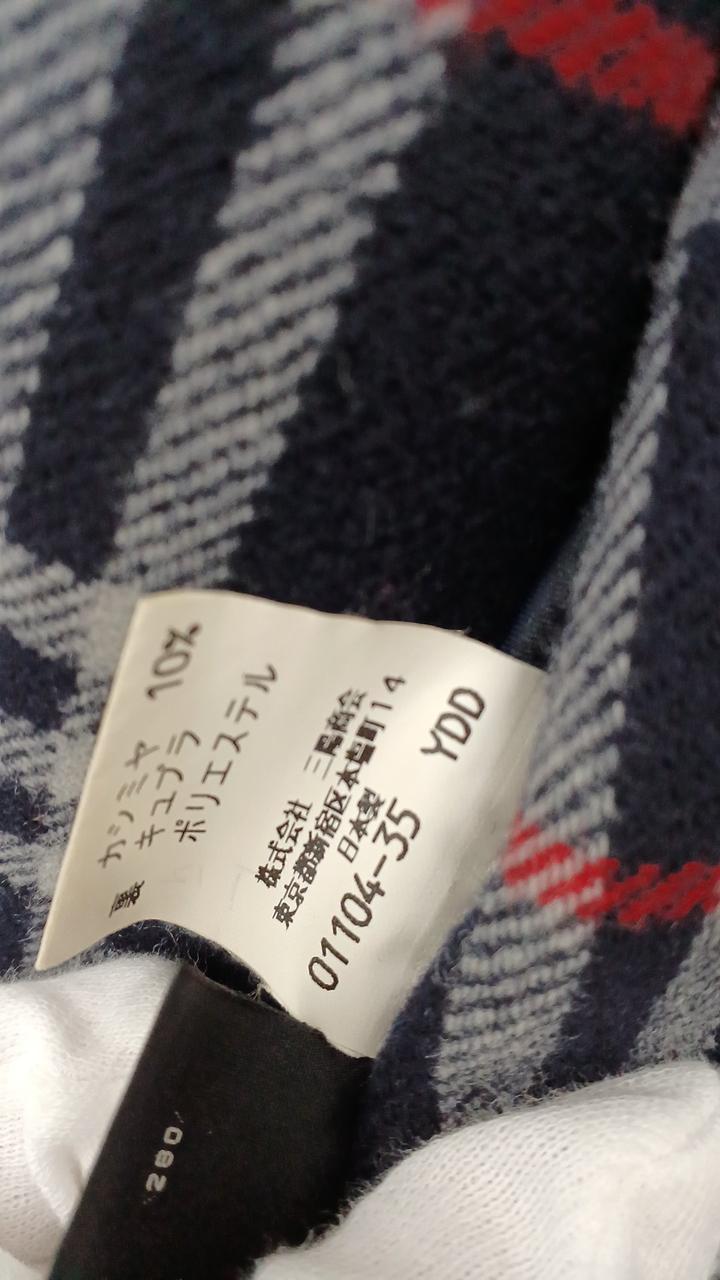 カシミヤ 10%
裏 キュプラ
ポリエステル
株式会社 三陽商会
東京都新宿区本塩町14
日本製
01104-35 YDD
280